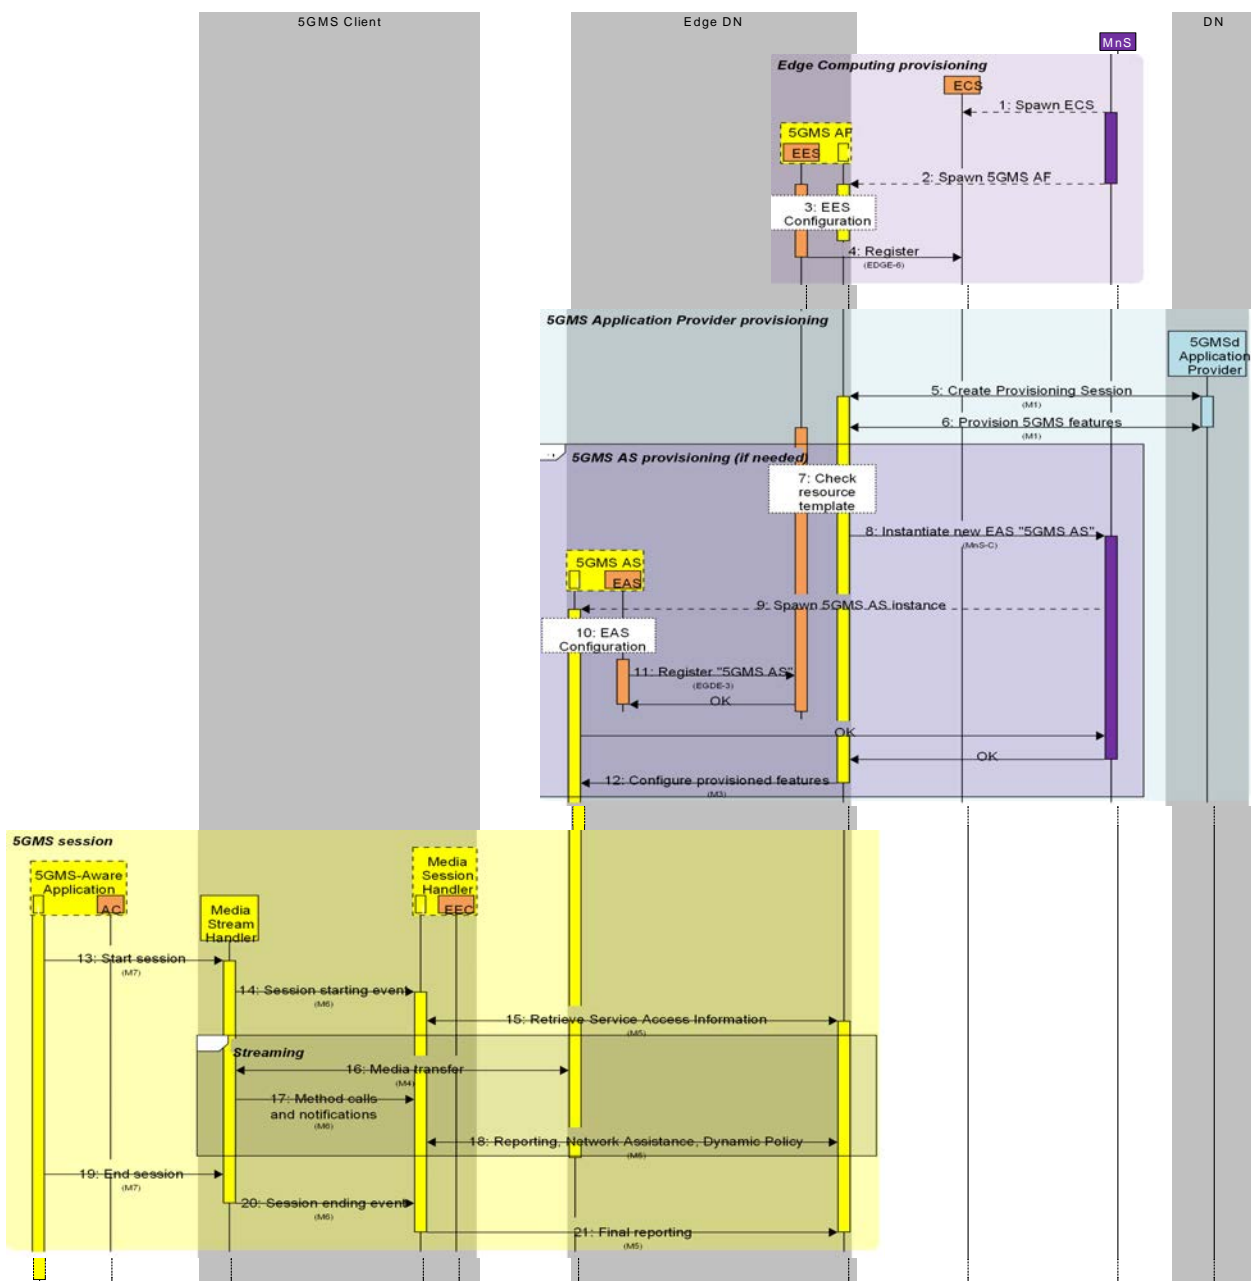 5GMS Client
Edge DN
DN
MnS
Edge Computing provisioning
ECS
1: Spawn ECS
5GMS AF
EES
2: Spawn 5GMS AF
3: EES
Configuration
4: Register
(EDGE-6)
5GMS Application Provider provisioning
5GMSd
Application
Provider
5: Create Provisioning Session
(M1)
6: Provision 5GMS features
(M1)
5GMS AS provisioning (if needed)
7: Check
resource
template
8: Instantiate new EAS "5GMS AS"
(MnS-C)
5GMS AS
EAS
9: Spawn 5GMS AS instance
10: EAS
Configuration
11: Register "5GMS AS"
(EGDE-3)
OK
OK
OK
12: Configure provisioned features
(M3)
5GMS session
5GMS-Aware
Application
AC
Media
Stream
Handler
Media
Session
Handler
EEC
13: Start session
(M7)
14: Session starting event
(M6)
15: Retrieve Service Access Information
(M5)
Streaming
16: Media transfer
(M4)
17: Method calls
and notifications
(M6)
18: Reporting, Network Assistance, Dynamic Policy
19: End session
(M7)
20: Session ending event
(M6)
21: Final reporting
(M5)